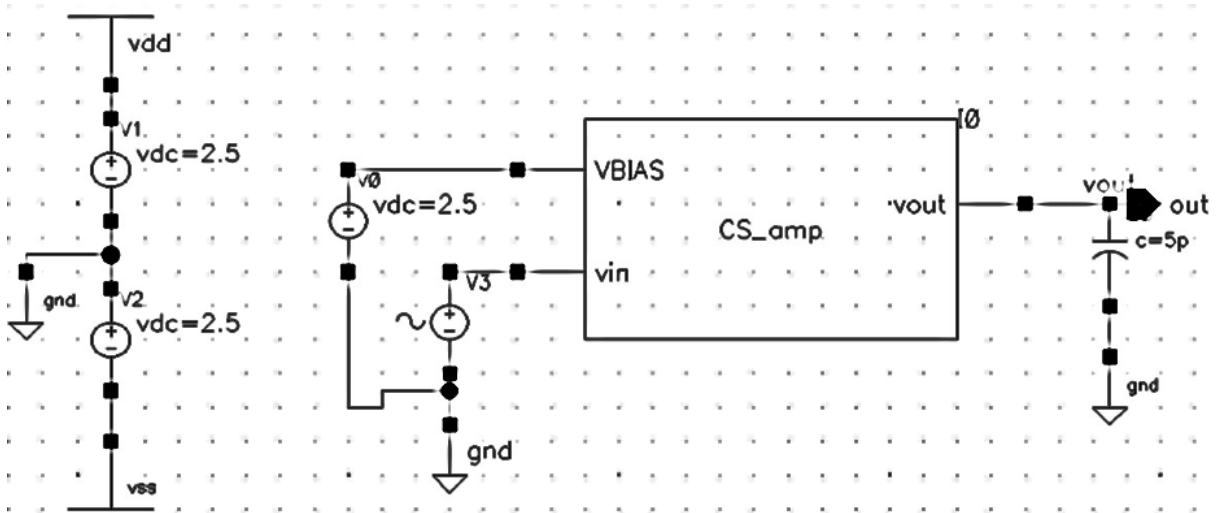 vdd
V1
vdc=2.5
gnd
V2
vdc=2.5
vss
V0
vdc=2.5
V3
gnd
I0
VBIAS
vin
CS_amp
vout
out
c=5p
gnd